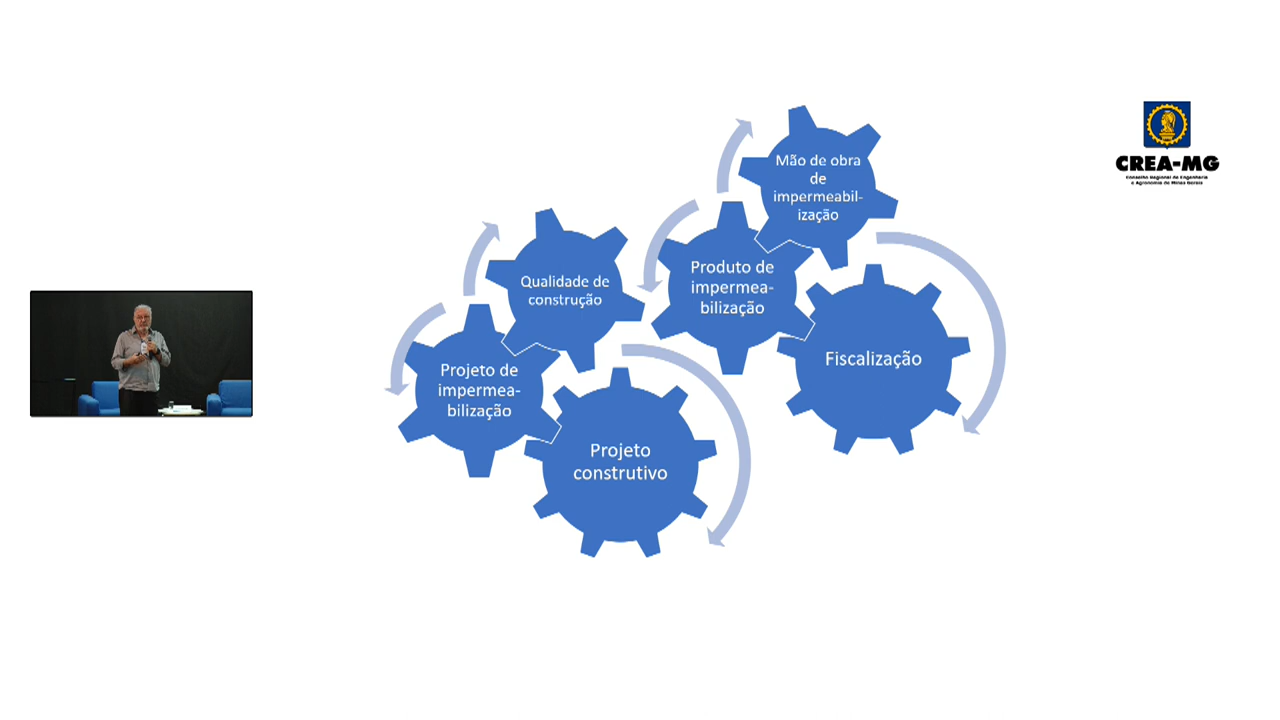 Mão de obra
de
impermeabil-
ização
CREA-MG
Conselho Regional de Engenharia
e Agronomia de Minas Gerais
Produto de
impermea-
bilização
Qualidade de
construção
Fiscalização
Projeto de
impermea-
bilização
Projeto
construtivo